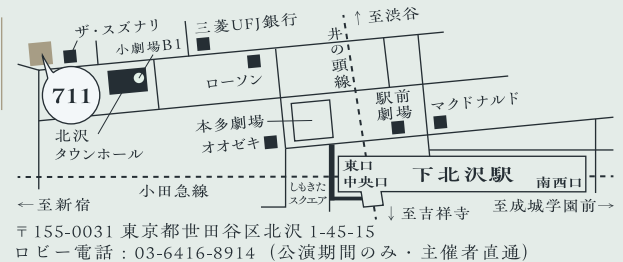 ザ・スズナリ
三菱UFJ銀行
↑至渋谷
小劇場B1
井の頭線
711
ローソン
駅前劇場
マクドナルド
本多劇場
北沢タウンホール
オオゼキ
東口
中央口
下北沢駅
南西口
小田急線
しもきたスクエア
←至新宿
↓至吉祥寺
至成城学園前→
〒155-0031 東京都世田谷区北沢 1-45-15
ロビー電話：03-6416-8914（公演期間のみ・主催者直通）